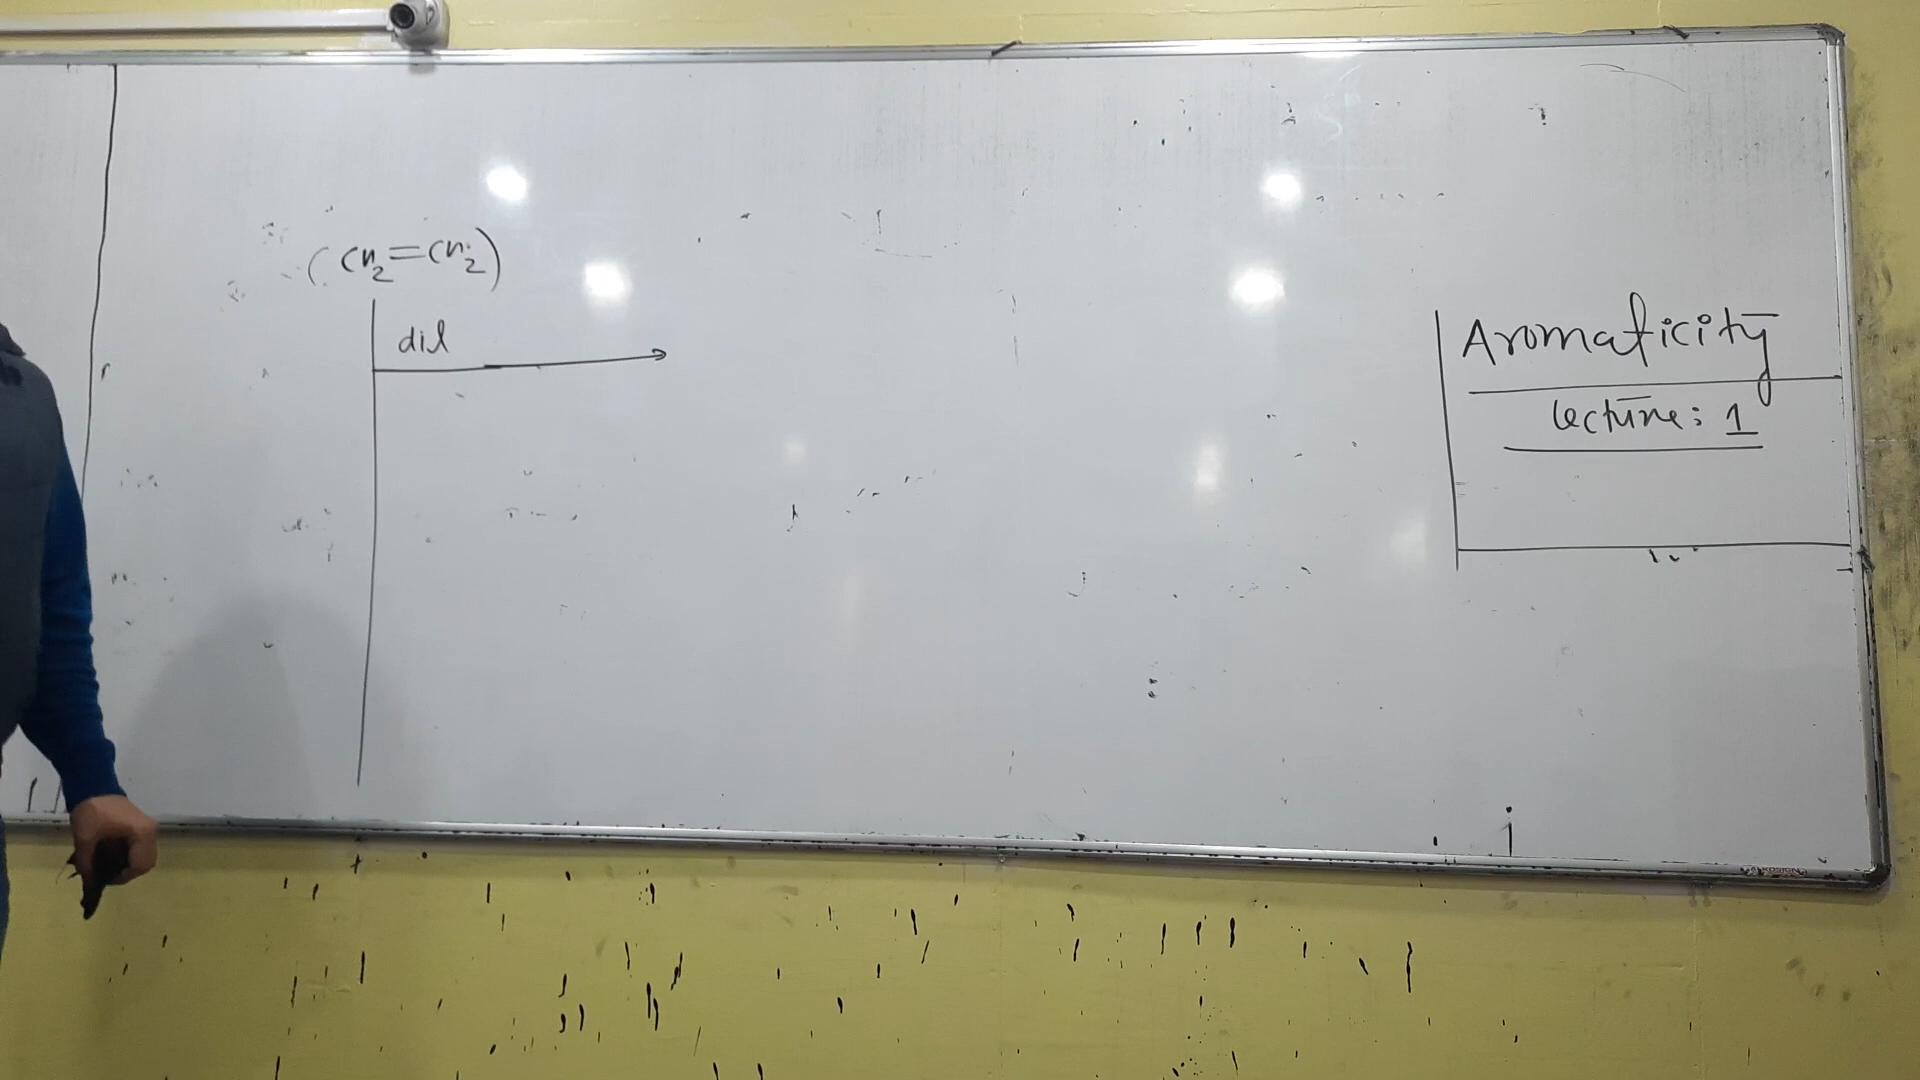 (CH₂=CH₂)
dil
Aromaticity
Lecture: 1